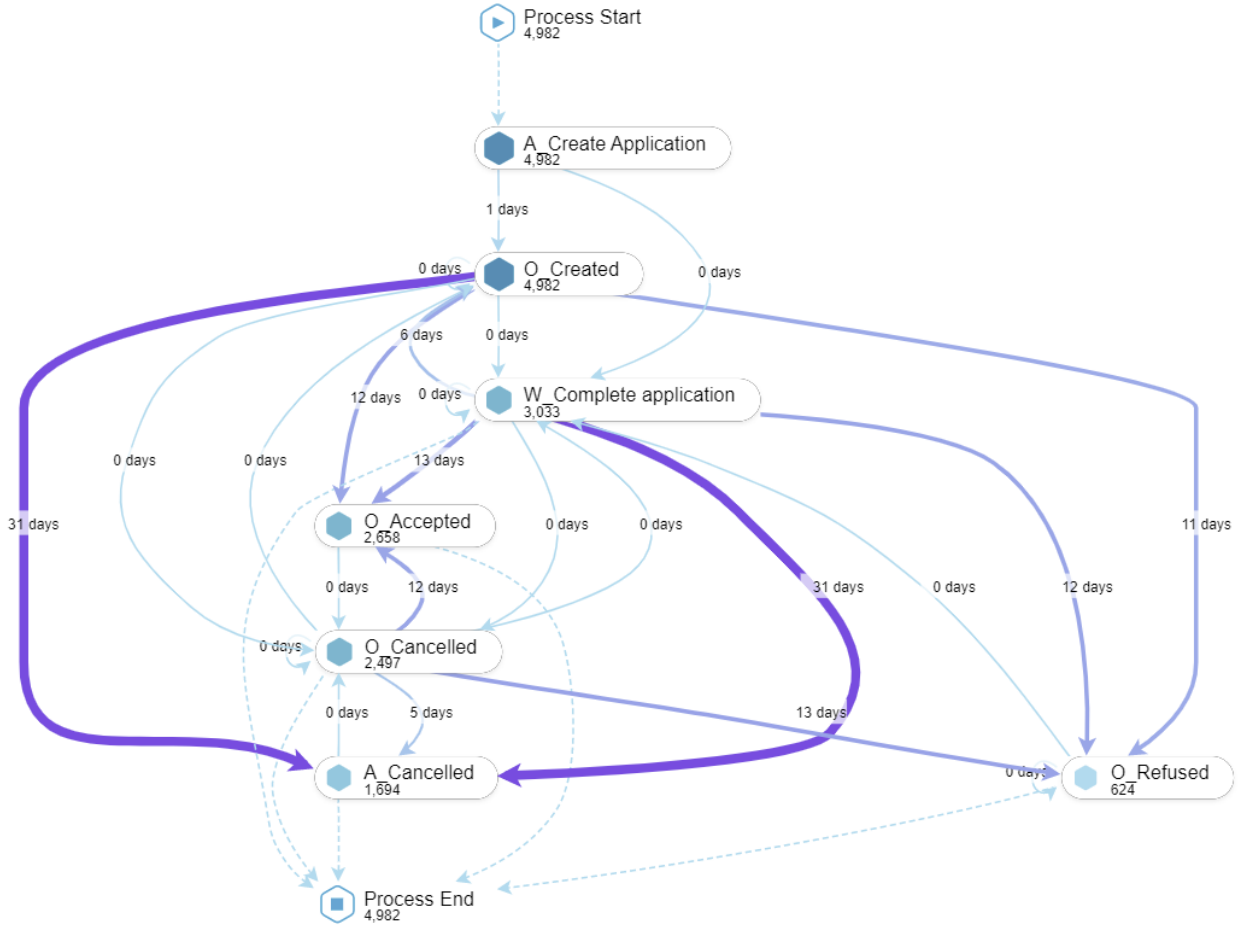 Process Start
4,982
A_Create Application
4,982
1 days
0 days
0 days
O_Created
4,982
6 days
0 days
12 days
0 days
W_Complete application
3,033
0 days
0 days
13 days
31 days
O_Accepted
2,658
0 days
0 days
11 days
0 days
12 days
31 days
0 days
12 days
0 days
O_Cancelled
2,497
0 days
5 days
13 days
A_Cancelled
1,694
0 days
O_Refused
624
Process End
4,982